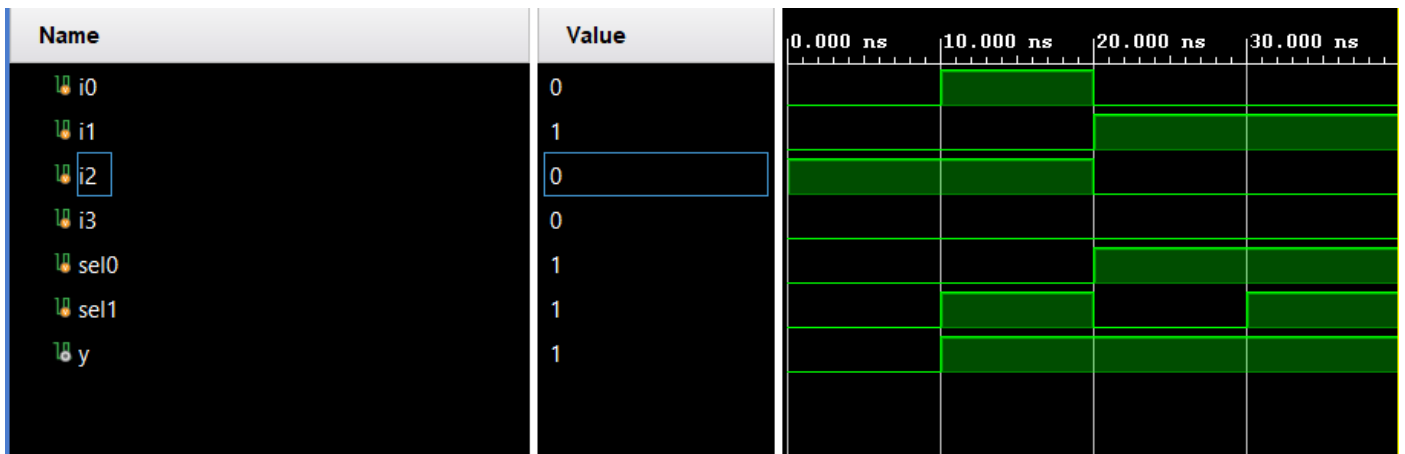 Name Value 0.000 ns 10.000 ns 20.000 ns 30.000 ns
i0 0
i1 1
i2 0
i3 0
sel0 1
sel1 1
y 1